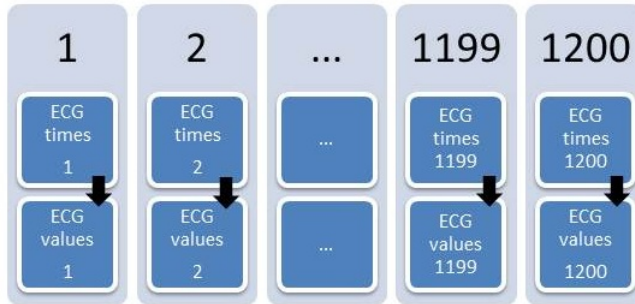 1
2
...
1199
1200
ECG
times
1
ECG
times
2
...
ECG
times
1199
ECG
times
1200
ECG
values
1
ECG
values
2
...
ECG
values
1199
ECG
values
1200